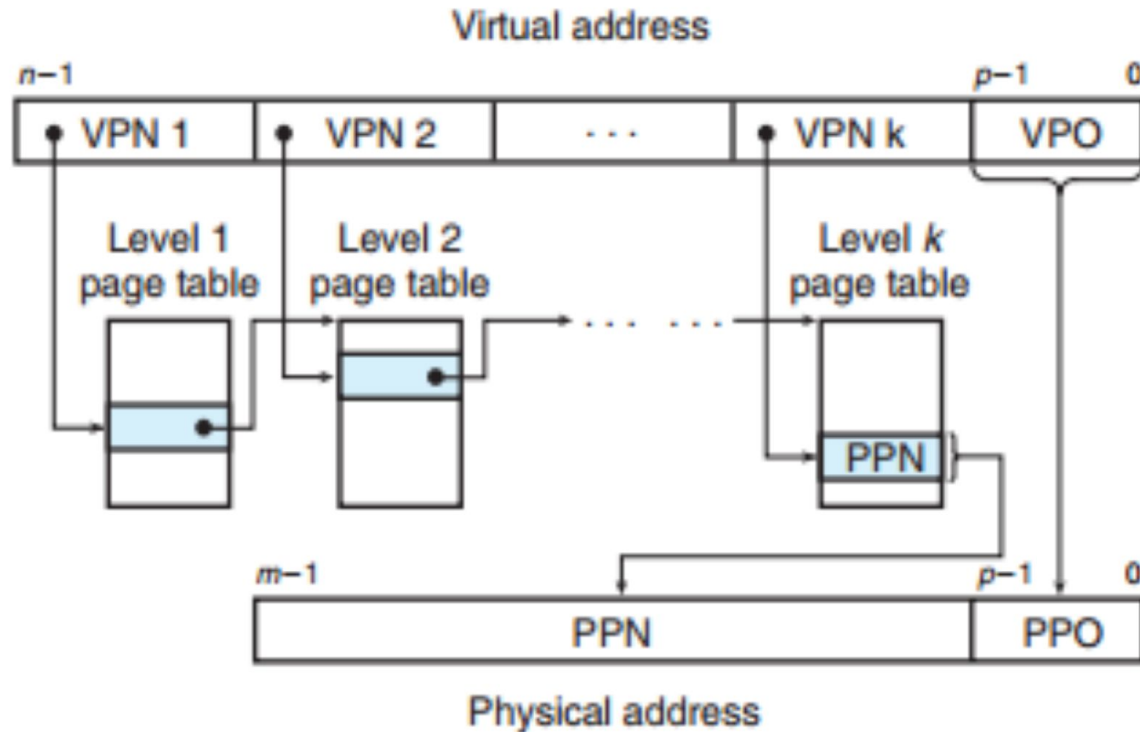 Virtual address
n−1 p−1 0
VPN 1 VPN 2 · · · VPN k VPO
Level 1 Level 2 Level k
page table page table page table
· · · · · ·
PPN
m−1 p−1 0
PPN PPO
Physical address